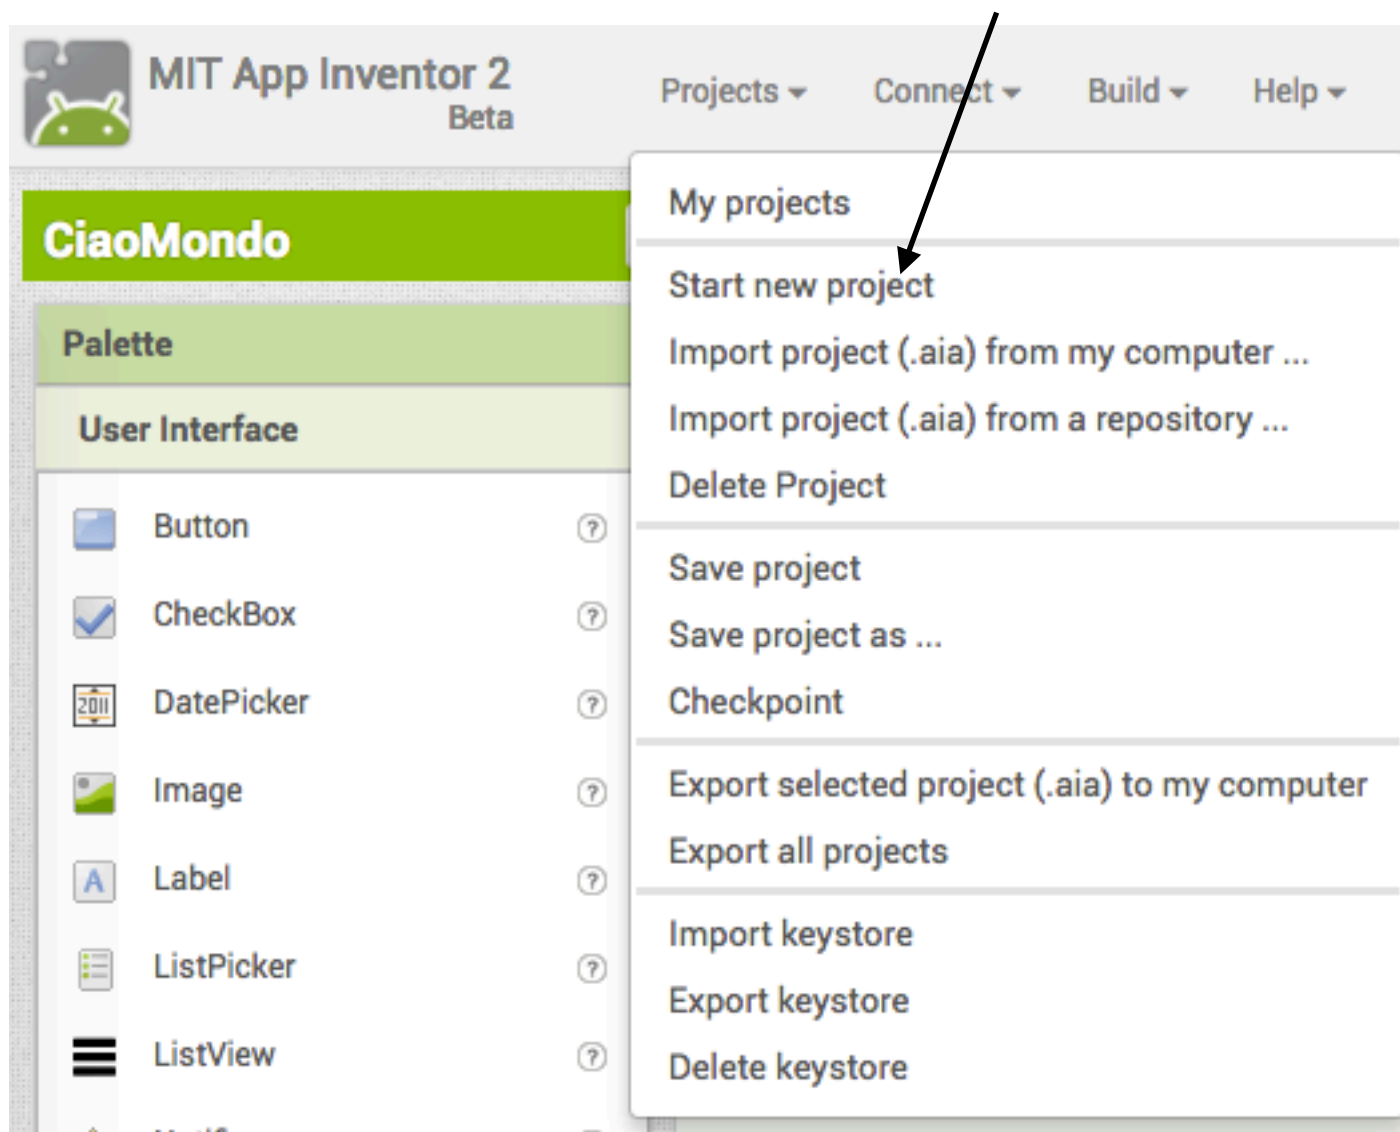 MIT App Inventor 2
Beta
Projects
Connect
Build
Help
CiaoMondo
Palette
User Interface
Button
?
CheckBox
?
2011
DatePicker
?
Image
?
A
Label
?
ListPicker
?
ListView
?
My projects
Start new project
Import project (.aia) from my computer ...
Import project (.aia) from a repository ...
Delete Project
Save project
Save project as ...
Checkpoint
Export selected project (.aia) to my computer
Export all projects
Import keystore
Export keystore
Delete keystore